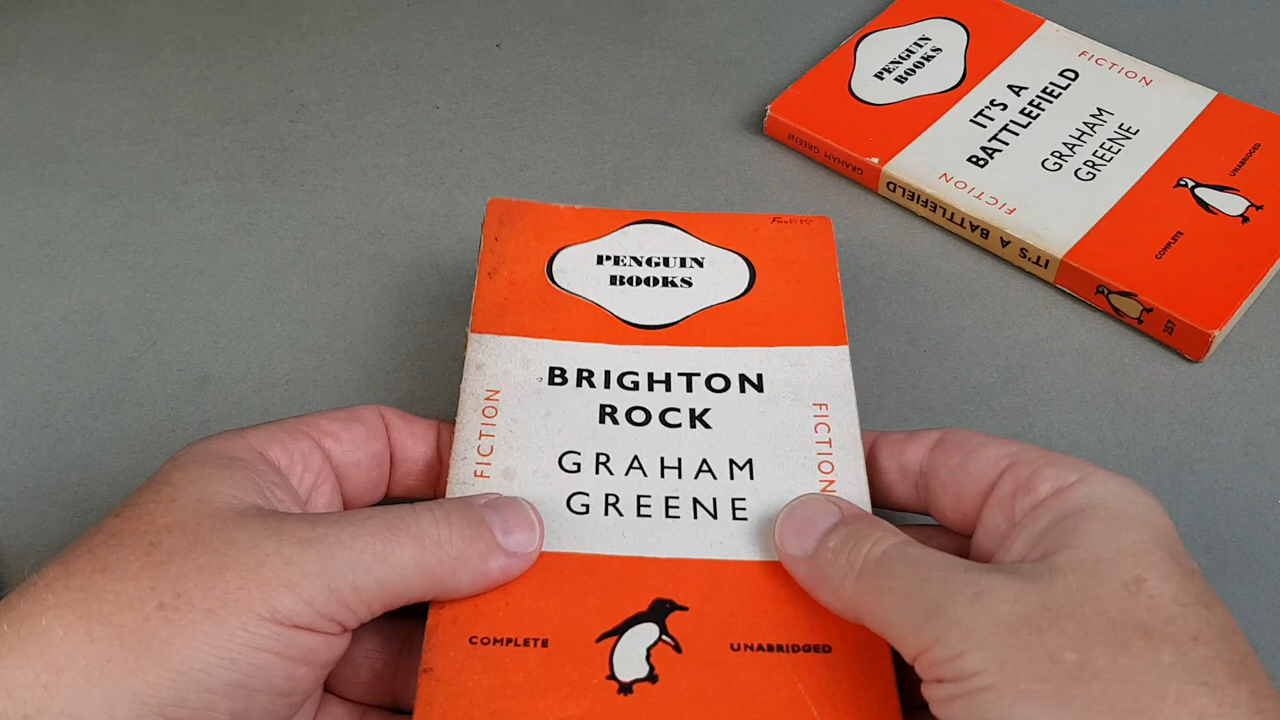 PENGUIN
BOOKS
BRIGHTON
ROCK
GRAHAM
GREENE
FICTION
FICTION
COMPLETE
UNABRIDGED
PENGUIN
BOOKS
FICTION
IT'S A
BATTLEFIELD
GRAHAM
GREENE
FICTION
COMPLETE
UNABRIDGED
GRAHAM GREENE
IT'S A BATTLEFIELD
257